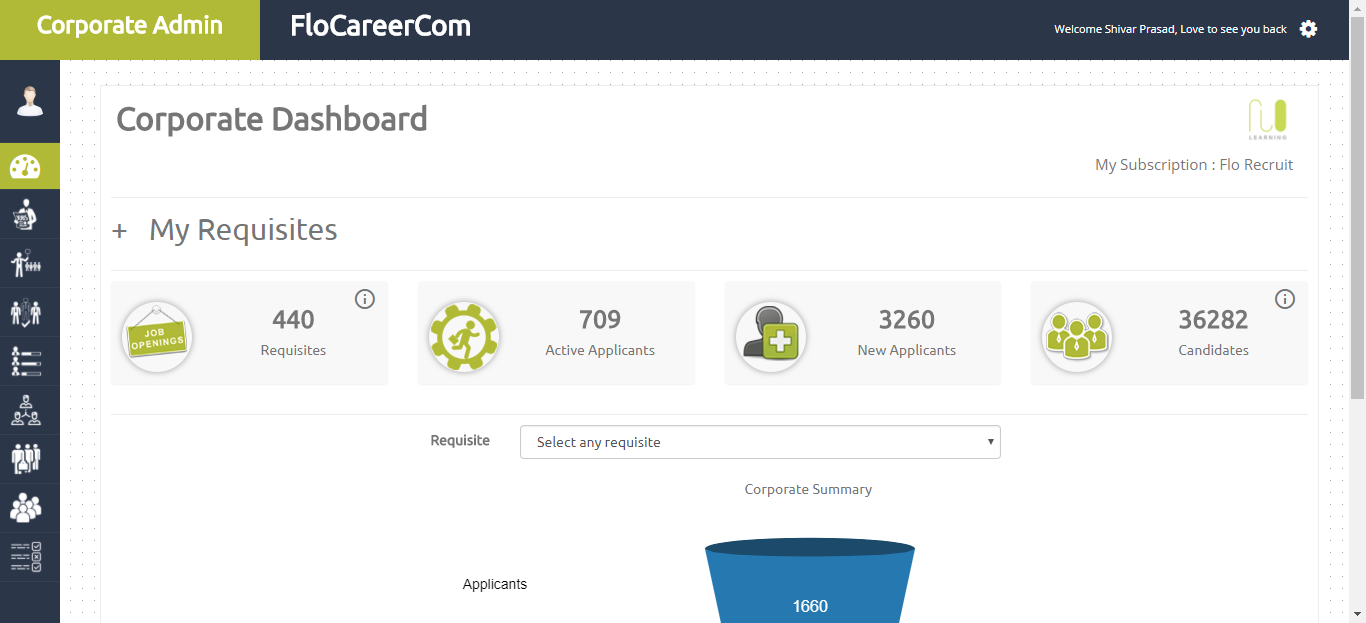 Corporate Admin
FloCareerCom
Welcome Shivar Prasad, Love to see you back
Corporate Dashboard
LEARNING
My Subscription : Flo Recruit
+ My Requisites
JOB
OPENINGS
440
Requisites
709
Active Applicants
3260
New Applicants
36282
Candidates
Requisite
Select any requisite
Corporate Summary
Applicants
1660